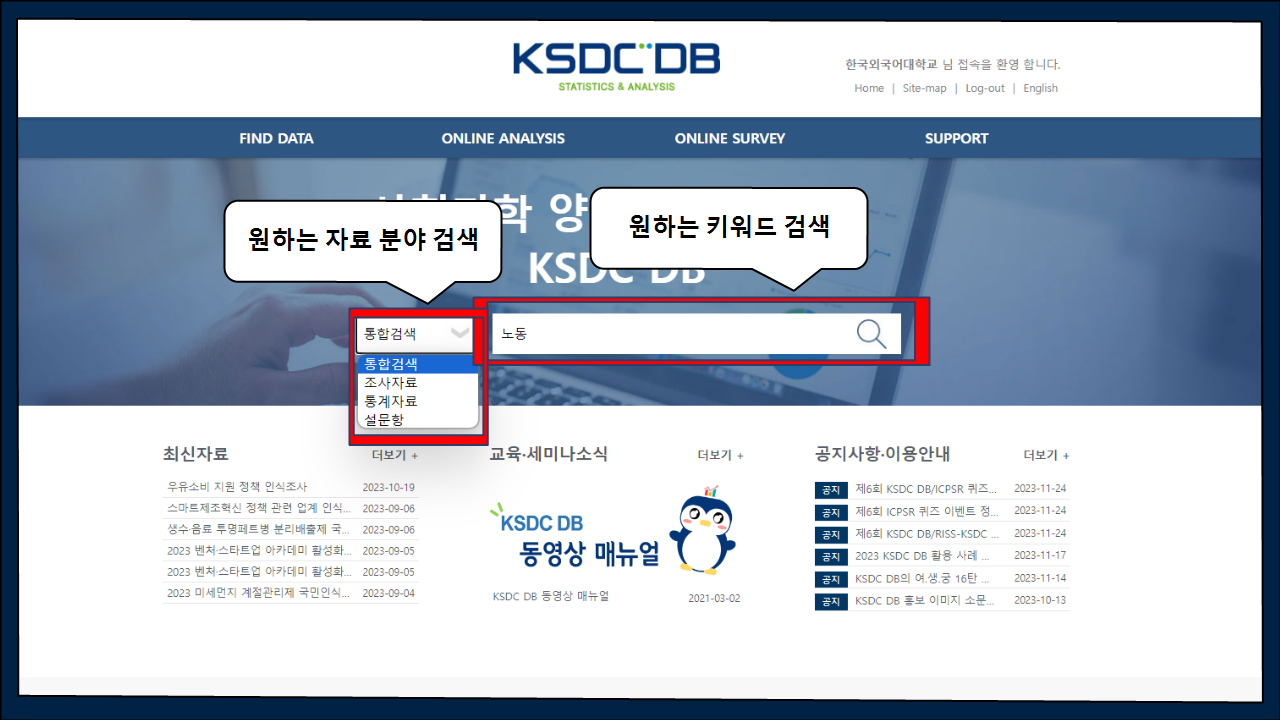 KSDC DB
STATISTICS & ANALYSIS
한국외국어대학교 님 접속을 환영 합니다.
Home | Site-map | Log-out | English
FIND DATA ONLINE ANALYSIS ONLINE SURVEY SUPPORT
학 양
KSDC DB
원하는 자료 분야 검색
원하는 키워드 검색
통합검색
노동
통합검색
조사자료
통계자료
설문항
최신자료 더보기 +
우유소비 지원 정책 인식조사 2023-10-19
스마트제조혁신 정책 관련 업계 인식... 2023-09-06
생수·음료 투명페트병 분리배출제 국... 2023-09-06
2023 벤처·스타트업 아카데미 활성화... 2023-09-05
2023 벤처·스타트업 아카데미 활성화... 2023-09-05
2023 미세먼지 계절관리제 국민인식... 2023-09-04
교육·세미나소식 더보기 +
KSDC DB
동영상 매뉴얼
KSDC DB 동영상 매뉴얼 2021-03-02
공지사항·이용안내 더보기 +
공지 제6회 KSDC DB/ICPSR 퀴즈... 2023-11-24
공지 제6회 ICPSR 퀴즈 이벤트 정... 2023-11-24
공지 제6회 KSDC DB/RISS-KSDC ... 2023-11-24
공지 2023 KSDC DB 활용 사례 ... 2023-11-17
공지 KSDC DB의 여.생.궁 16탄 ... 2023-11-14
공지 KSDC DB 홍보 이미지 소문... 2023-10-13